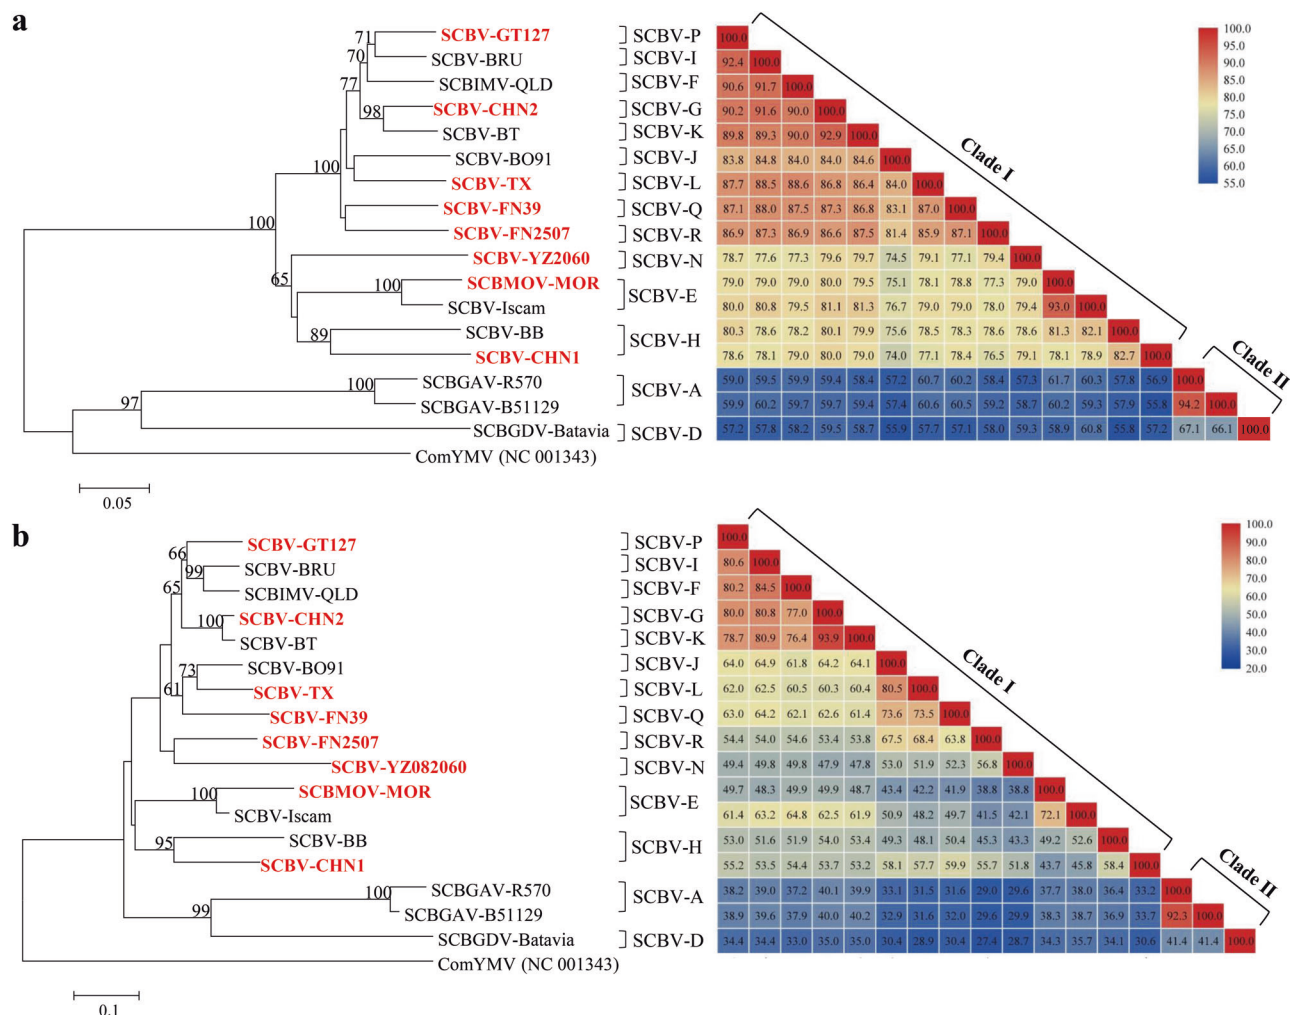 a
71 SCBV-GT127 SCBV-P 100.0 100.0
70 SCBV-BRU SCBV-I 92.4 100.0 95.0
77 SCBIMV-QLD SCBV-F 90.6 91.7 100.0 90.0
98 SCBV-CHN2 SCBV-G 90.2 91.6 90.0 100.0 85.0
SCBV-BT SCBV-K 89.8 89.3 90.0 92.9 100.0 Clade I 80.0
100 SCBV-BO91 SCBV-J 83.8 84.8 84.0 84.0 84.6 100.0 75.0
SCBV-TX SCBV-L 87.7 88.5 88.6 86.8 86.4 84.0 100.0 70.0
SCBV-FN39 SCBV-Q 87.1 88.0 87.5 87.3 86.8 83.1 87.0 100.0 65.0
100 SCBV-FN2507 SCBV-R 86.9 87.3 86.9 86.6 87.5 81.4 85.9 87.1 100.0 60.0
SCBV-YZ2060 SCBV-N 78.7 77.6 77.3 79.6 79.7 74.5 79.1 77.1 79.4 100.0 55.0
65 100 SCBMOV-MOR SCBV-E 79.0 79.0 79.0 80.0 79.5 75.1 78.1 78.8 77.3 79.0 100.0
SCBV-Iscam 80.0 80.8 79.5 81.1 81.3 76.7 79.0 79.0 78.0 79.4 93.0 100.0
89 SCBV-BB SCBV-H 80.3 78.6 78.2 80.1 79.9 75.6 78.5 78.3 78.6 78.6 81.3 82.1 100.0
SCBV-CHN1 78.6 78.1 79.0 80.0 79.0 74.0 77.1 78.4 76.5 79.1 78.1 78.9 82.7 100.0 Clade II
100 SCBGAV-R570 SCBV-A 59.0 59.5 59.9 59.4 58.4 57.2 60.7 60.2 58.4 57.3 61.7 60.3 57.8 56.9 100.0
97 SCBGAV-B51129 59.9 60.2 59.7 59.7 59.4 57.4 60.6 60.5 59.2 58.7 60.2 59.3 57.9 55.8 94.2 100.0
SCBGDV-Batavia SCBV-D 57.2 57.8 58.2 59.5 58.7 55.9 57.7 57.1 58.0 59.3 58.9 60.8 55.8 57.2 67.1 66.1 100.0
ComYMV (NC 001343)
0.05
b
66 SCBV-GT127 SCBV-P 100.0 100.0
99 SCBV-BRU SCBV-I 80.6 100.0 90.0
65 SCBIMV-QLD SCBV-F 80.2 84.5 100.0 80.0
100 SCBV-CHN2 SCBV-G 80.0 80.8 77.0 100.0 70.0
SCBV-BT SCBV-K 78.7 80.9 76.4 93.9 100.0 60.0
73 SCBV-BO91 SCBV-J 64.0 64.9 61.8 64.2 64.1 100.0 Clade I 50.0
61 SCBV-TX SCBV-L 62.0 62.5 60.5 60.3 60.4 80.5 100.0 40.0
SCBV-FN39 SCBV-Q 63.0 64.2 62.1 62.6 61.4 73.6 73.5 100.0 30.0
SCBV-FN2507 SCBV-R 54.4 54.0 54.6 53.4 53.8 67.5 68.4 63.8 100.0 20.0
SCBV-YZ082060 SCBV-N 49.4 49.8 49.8 47.9 47.8 53.0 51.9 52.3 56.8 100.0
100 SCBMOV-MOR SCBV-E 49.7 48.3 49.9 49.9 48.7 43.4 42.2 41.9 38.8 38.8 100.0
SCBV-Iscam 61.4 63.2 64.8 62.5 61.9 50.9 48.2 49.7 41.5 42.1 72.1 100.0
95 SCBV-BB SCBV-H 53.0 51.6 51.9 54.0 53.4 49.3 48.1 50.4 45.3 43.3 49.2 52.6 100.0
SCBV-CHN1 55.2 53.5 54.4 53.7 53.2 58.1 57.7 59.9 55.7 51.8 43.7 45.8 58.4 100.0 Clade II
100 SCBGAV-R570 SCBV-A 38.2 39.0 37.2 40.1 39.9 33.1 31.5 31.6 29.0 29.6 37.7 38.0 36.4 33.2 100.0
99 SCBGAV-B51129 38.9 39.6 37.9 40.0 40.2 32.9 31.6 32.0 29.6 29.9 38.3 38.7 36.9 33.7 92.3 100.0
SCBGDV-Batavia SCBV-D 34.4 34.4 33.0 35.0 35.0 30.4 28.9 30.4 27.4 28.7 34.3 35.7 34.1 30.6 41.4 41.4 100.0
ComYMV (NC 001343)
0.1